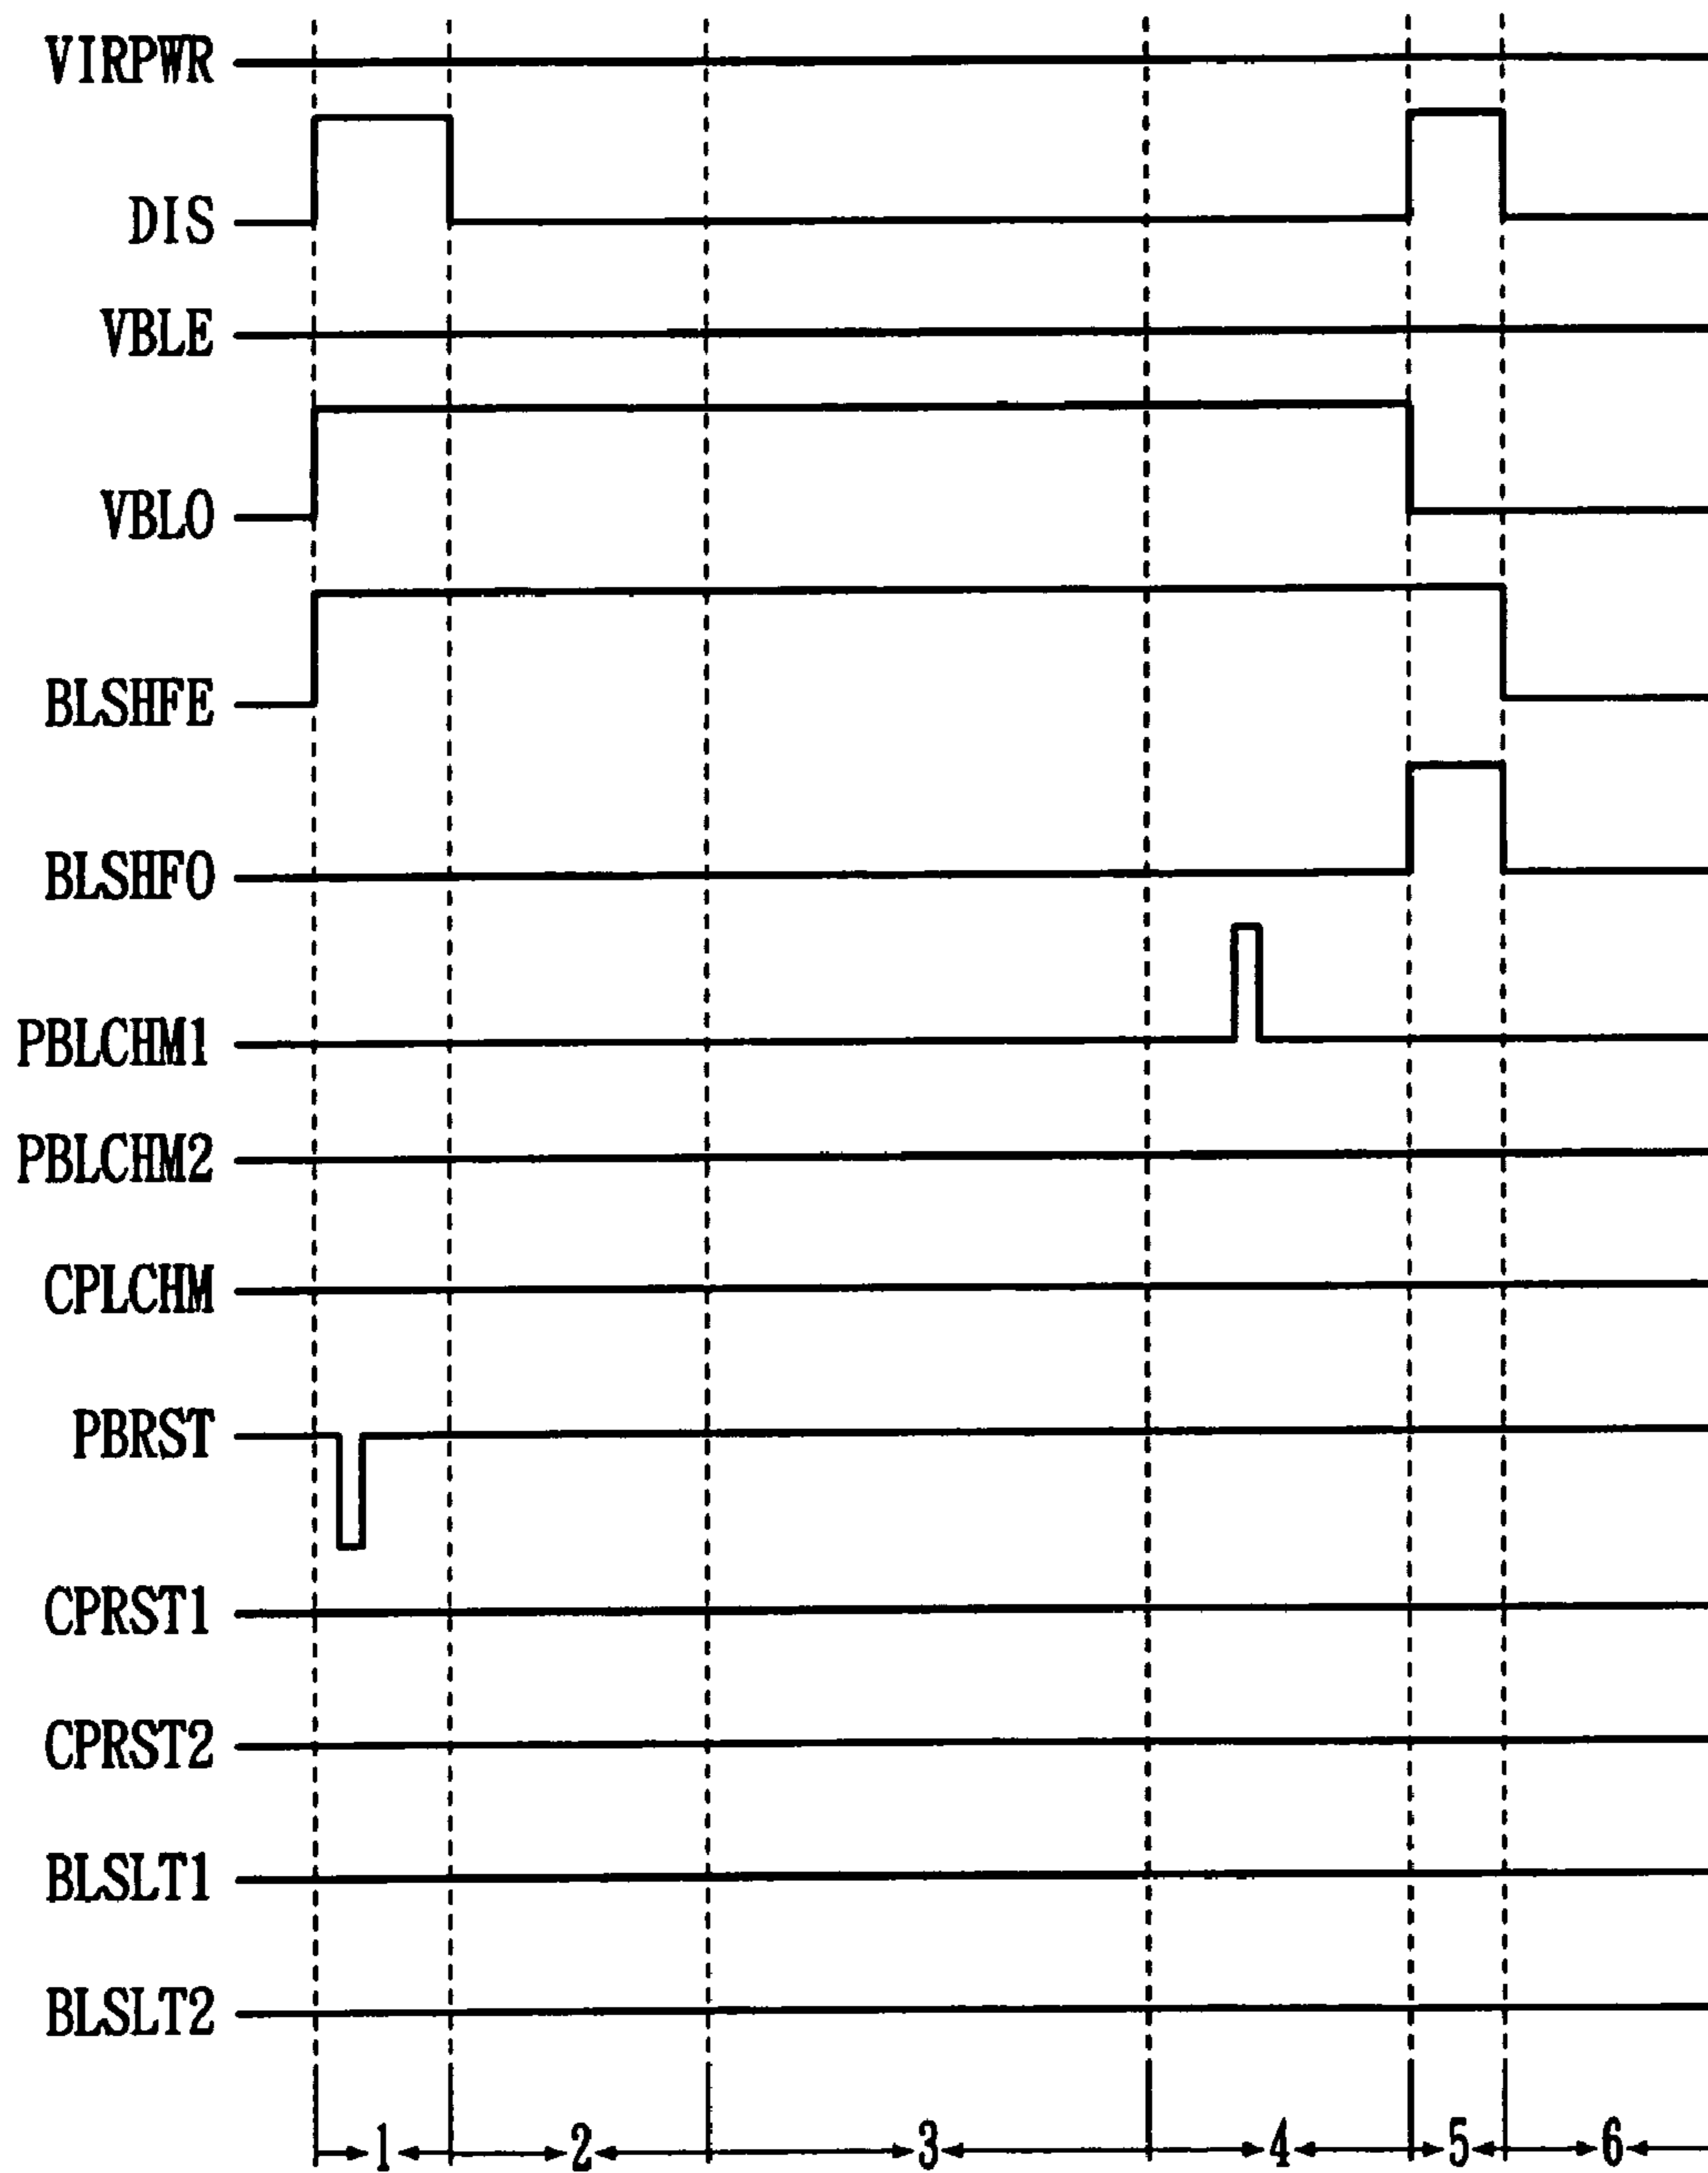 VIRPWR
DIS
VBLE
VBLO
BLSHFE
BLSHFO
PBLCHM1
PBLCHM2
CPLCHM
PBRST
CPRST1
CPRST2
BLSLT1
BLSLT2
1 2 3 4 5 6